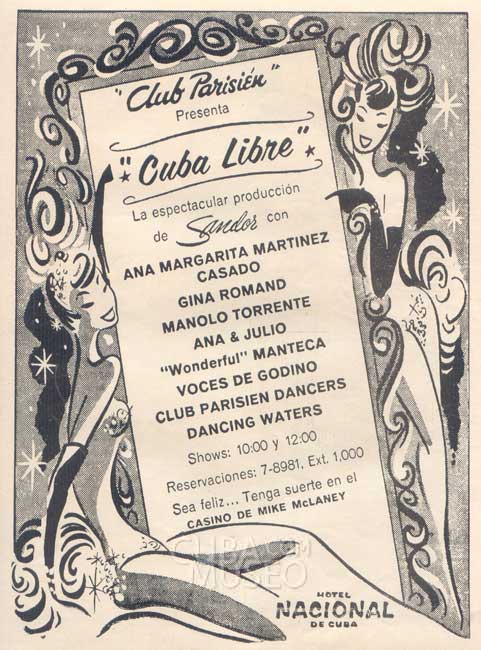 "Club Parisién"
Presenta
"Cuba Libre"
La espectacular producción
de Sandor con
ANA MARGARITA MARTINEZ
CASADO
GINA ROMAND
MANOLO TORRENTE
ANA & JULIO
"Wonderful" MANTECA
VOCES DE GODINO
CLUB PARISIEN DANCERS
DANCING WATERS
Shows: 10:00 y 12:00
Reservaciones: 7-8981, Ext. 1,000
Sea feliz... Tenga suerte en el
CASINO DE MIKE McLANEY
CUBA COM
MUSEO
HOTEL
NACIONAL
DE CUBA